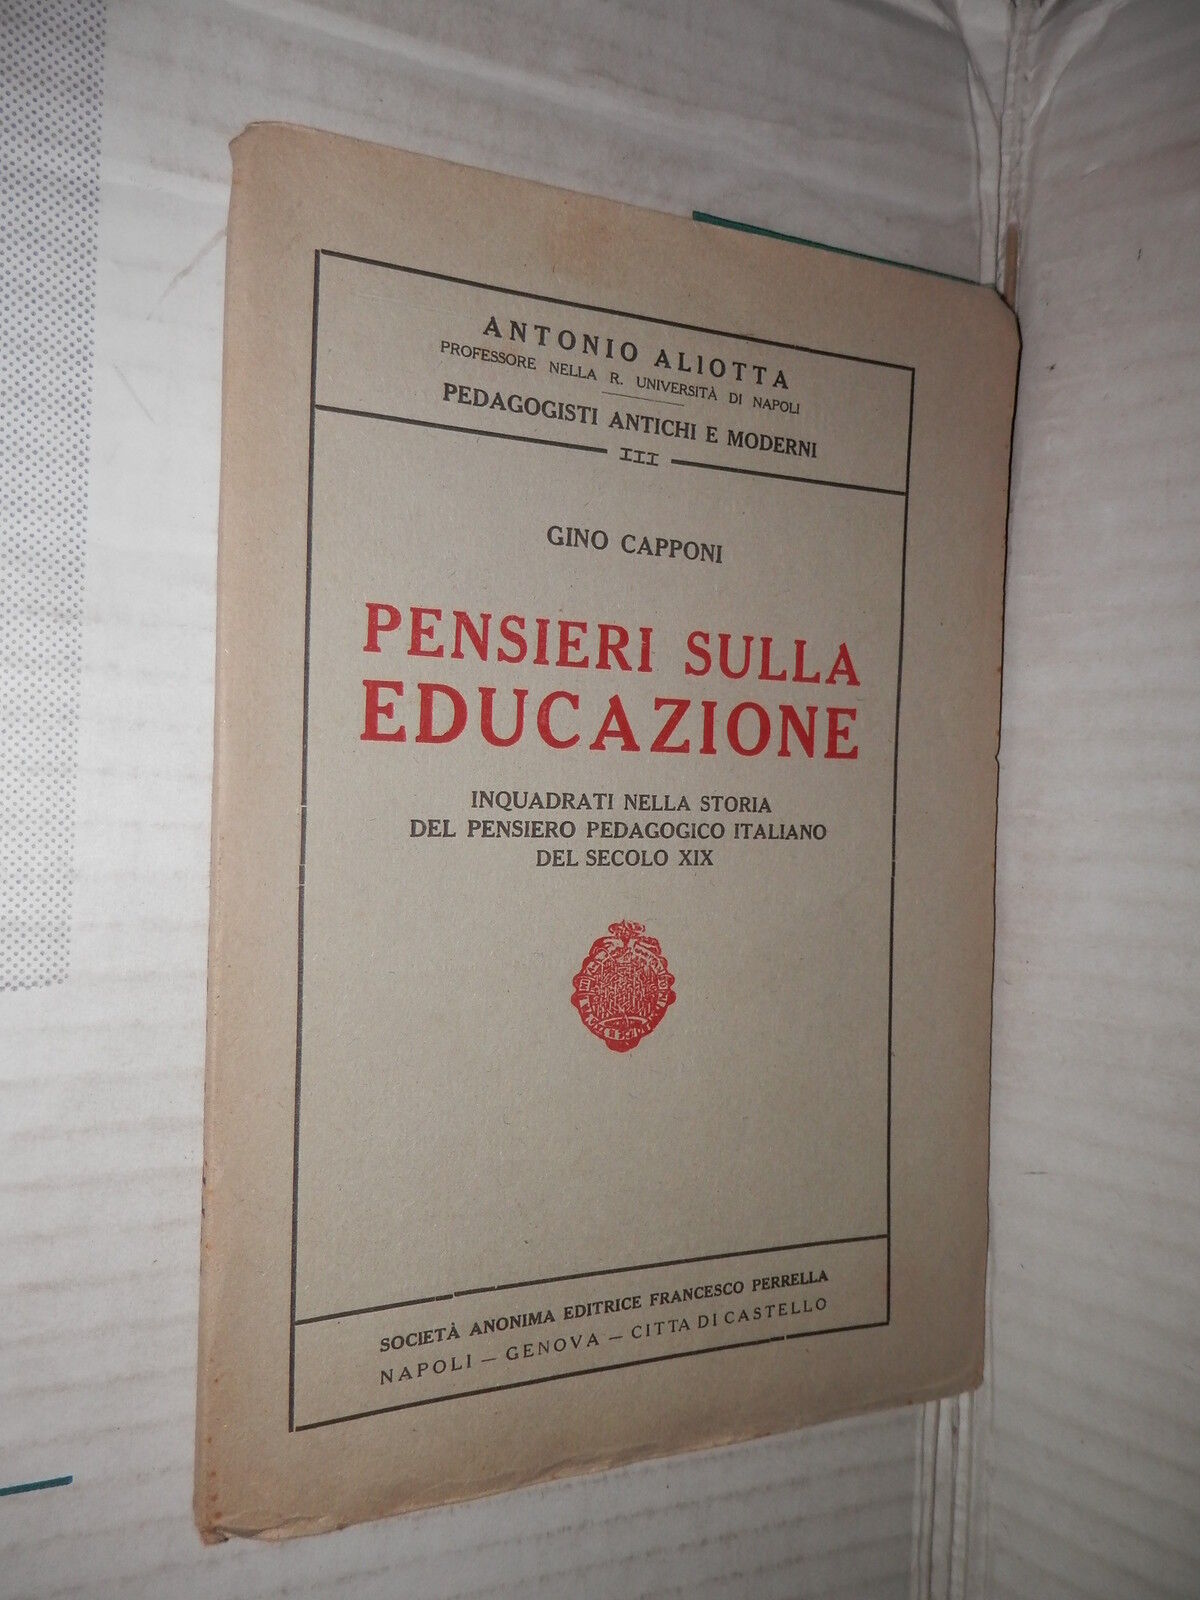 ANTONIO ALIOTTA
PROFESSORE NELLA R. UNIVERSITÀ DI NAPOLI
PEDAGOGISTI ANTICHI E MODERNI
III
GINO CAPPONI
PENSIERI SULLA
EDUCAZIONE
INQUADRATI NELLA STORIA
DEL PENSIERO PEDAGOGICO ITALIANO
DEL SECOLO XIX
SOCIETÀ ANONIMA EDITRICE FRANCESCO PERRELLA
NAPOLI — GENOVA — CITTA DI CASTELLO